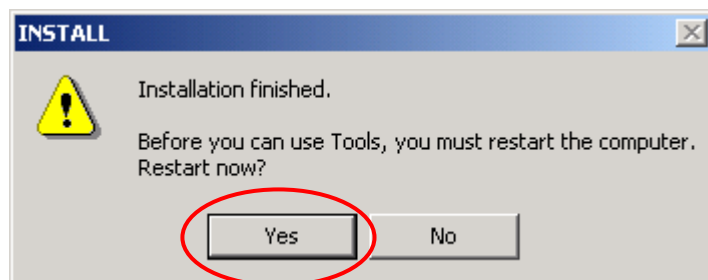 INSTALL
Installation finished.
Before you can use Tools, you must restart the computer.
Restart now?
Yes No